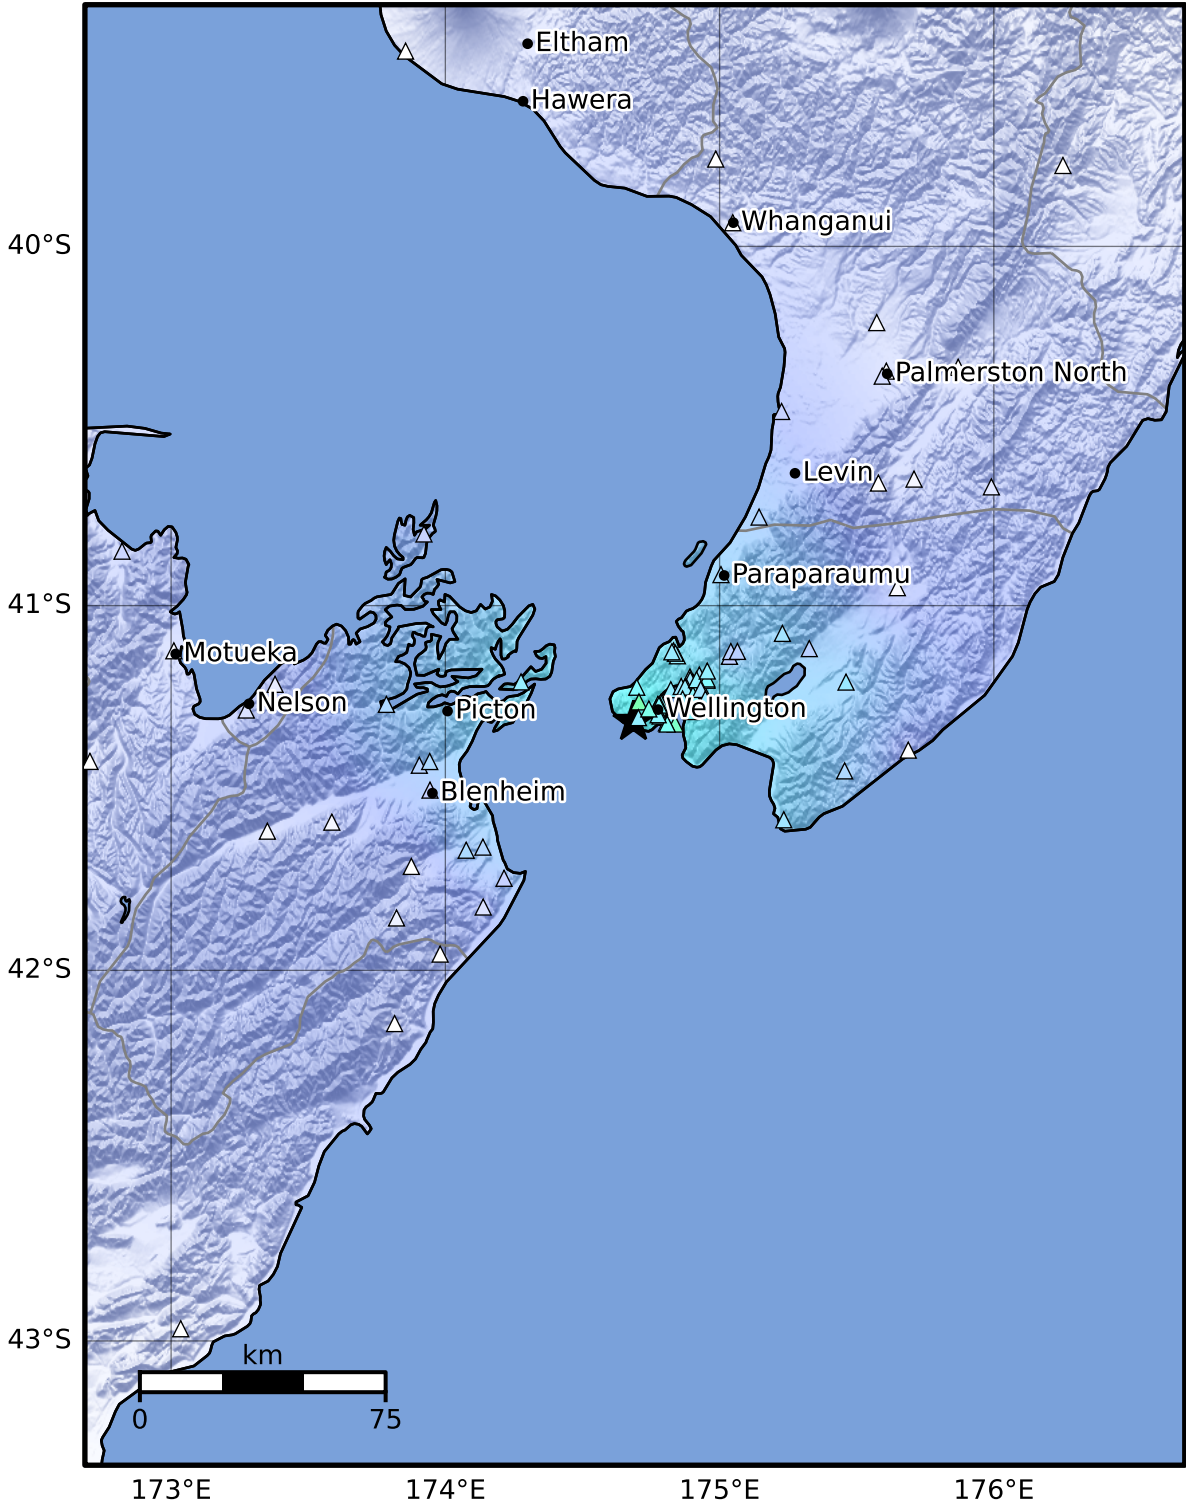 Eltham
Hawera
Whanganui
40°S
Palmerston North
Levin
Paraparaumu
41°S
Motueka
Nelson
Picton
Wellington
Blenheim
42°S
43°S
km
0
75
173°E
174°E
175°E
176°E